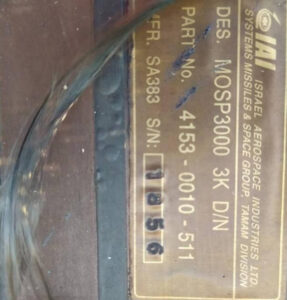 IAI ISRAEL AEROSPACE INDUSTRIES LTD.
SYSTEMS MISSILES & SPACE GROUP, TAMAM DIVISION
DES. MOSP3000 3K D/N
PART No. 4153-0010-511
MFR. SA383 S/N: 1856